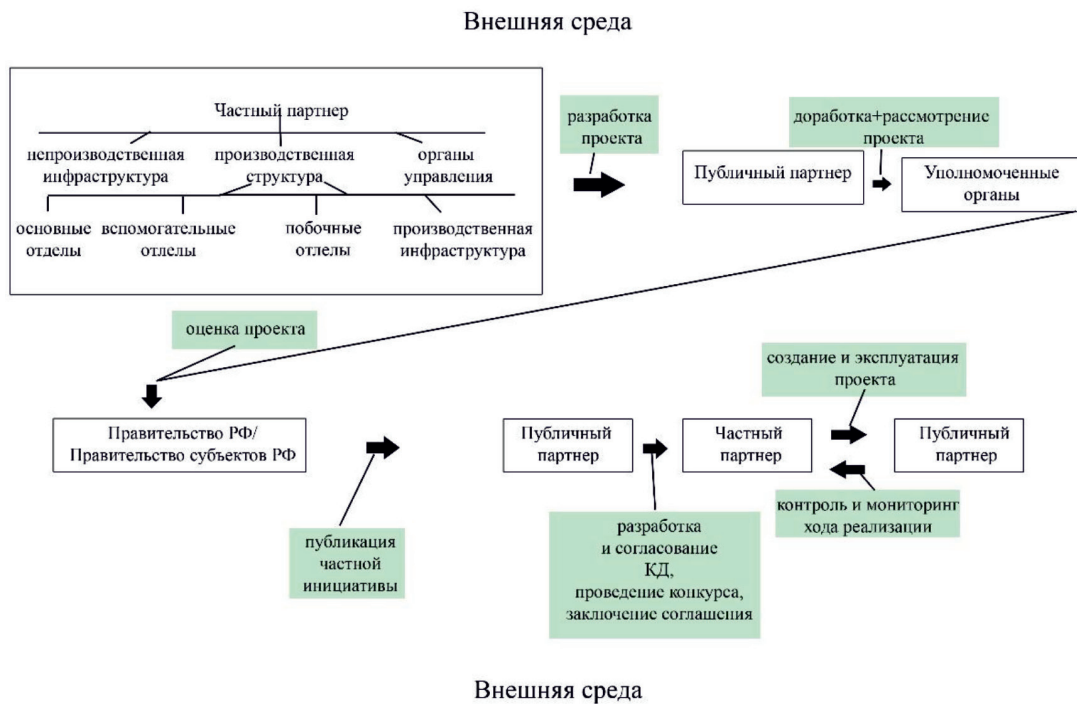 Внешняя среда
Частный партнер
непроизводственная
инфраструктура
производственная
структура
органы
управления
основные
отделы
вспомогательные
отлелы
побочные
отлелы
производственная
инфраструктура
разработка
проекта
Публичный партнер
доработка+рассмотрение
проекта
Уполномоченные
органы
оценка проекта
Правительство РФ/
Правительство субъектов РФ
публикация
частной
инициативы
Публичный
партнер
разработка
и согласование
КД,
проведение конкурса,
заключение соглашения
Частный
партнер
создание и эксплуатация
проекта
Публичный
партнер
контроль и мониторинг
хода реализации
Внешняя среда